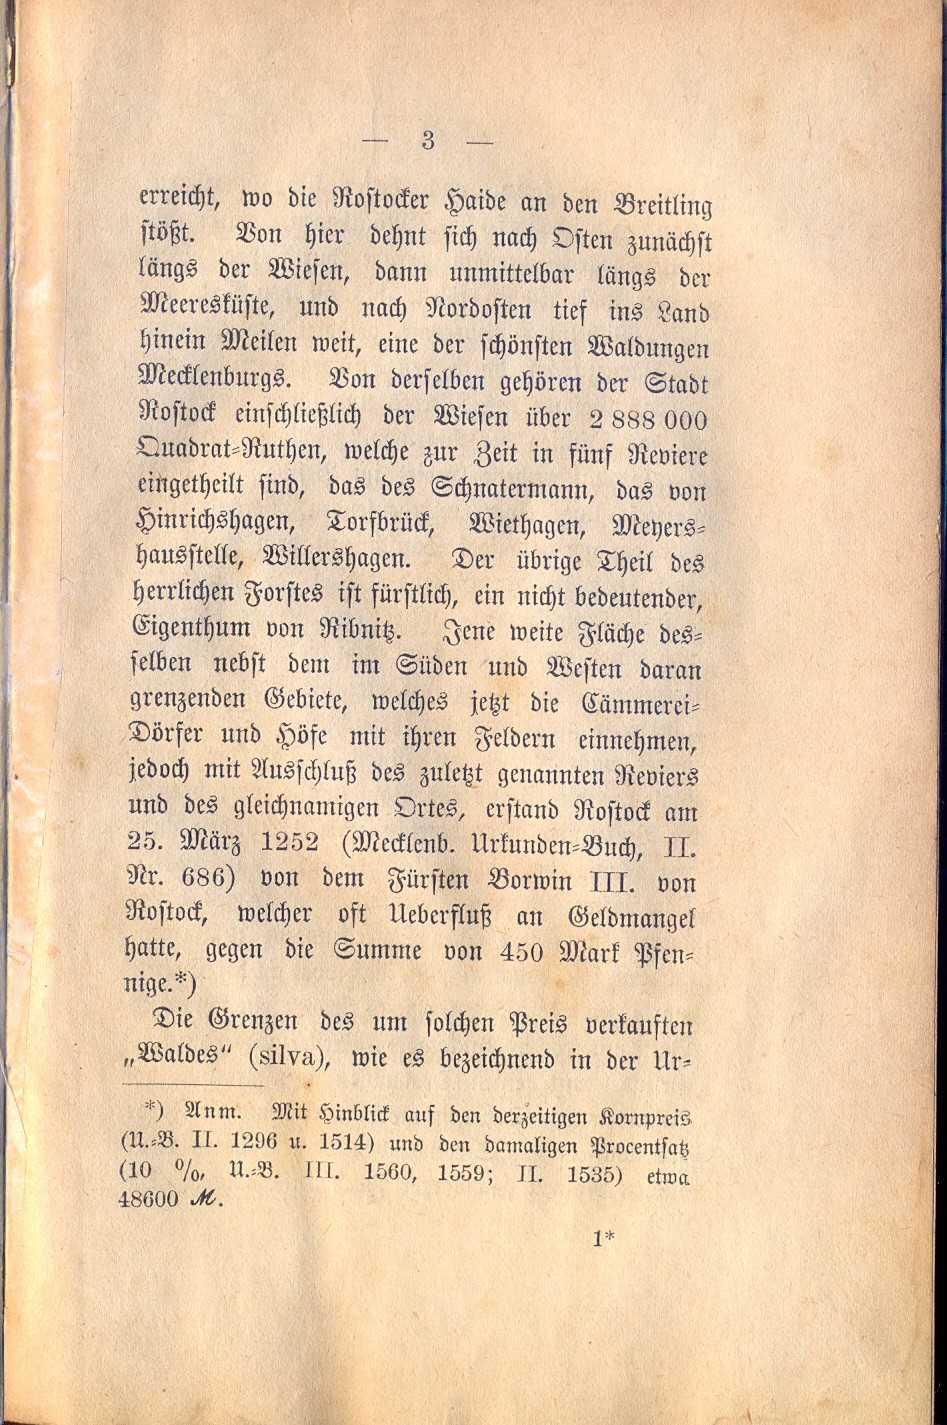 — 3 —
erreicht, wo die Rostocker Haide an den Breitling
stößt. Von hier dehnt sich nach Osten zunächst
längs der Wiesen, dann unmittelbar längs der
Meeresküste, und nach Nordosten tief ins Land
hinein Meilen weit, eine der schönsten Waldungen
Mecklenburgs. Von derselben gehören der Stadt
Rostock einschließlich der Wiesen über 2 888 000
Quadrat-Ruthen, welche zur Zeit in fünf Reviere
eingetheilt sind, das des Schnatermann, das von
Hinrichshagen, Torfbrück, Wiethagen, Meyers-
hausstelle, Willershagen. Der übrige Theil des
herrlichen Forstes ist fürstlich, ein nicht bedeutender,
Eigenthum von Ribnitz. Jene weite Fläche des-
selben nebst dem im Süden und Westen daran
grenzenden Gebiete, welches jetzt die Cämmerei-
Dörfer und Höfe mit ihren Feldern einnehmen,
jedoch mit Ausschluß des zuletzt genannten Reviers
und des gleichnamigen Ortes, erstand Rostock am
25. März 1252 (Mecklenb. Urkunden-Buch, II.
Nr. 686) von dem Fürsten Borwin III. von
Rostock, welcher oft Ueberfluß an Geldmangel
hatte, gegen die Summe von 450 Mark Pfen-
nige.*)
Die Grenzen des um solchen Preis verkauften
„Waldes“ (silva), wie es bezeichnend in der Ur-
*) Anm. Mit Hinblick auf den derzeitigen Kornpreis
(U.-B. II. 1296 u. 1514) und den damaligen Procentsatz
(10 %, U.-B. III. 1560, 1559; II. 1535) etwa
48600 ℳ.
1*